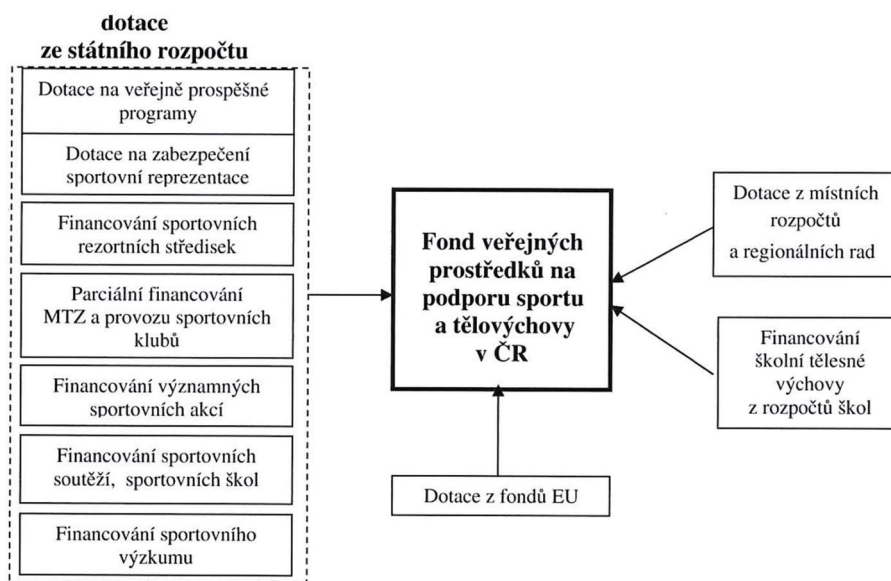 dotace
ze státního rozpočtu
Dotace na veřejně prospěšné
programy
Dotace na zabezpečení
sportovní reprezentace
Financování sportovních
rezortních středisek
Parciální financování
MTZ a provozu sportovních
klubů
Financování významných
sportovních akcí
Financování sportovních
soutěží, sportovních škol
Financování sportovního
výzkumu
Fond veřejných
prostředků na
podporu sportu
a tělovýchovy
v ČR
Dotace z fondů EU
Dotace z místních
rozpočtů
a regionálních rad
Financování
školní tělesné
výchovy
z rozpočtů škol